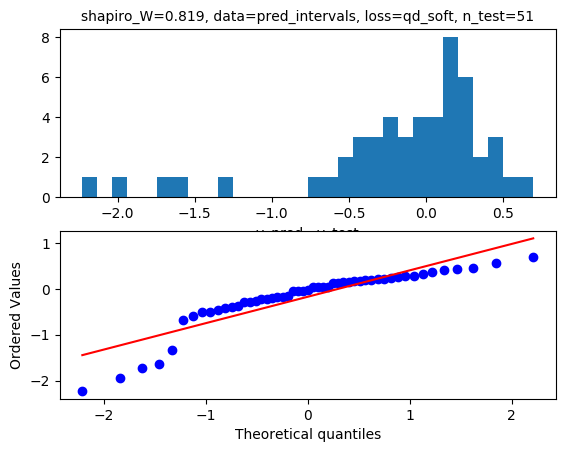 shapiro_W=0.819, data=pred_intervals, loss=qd_soft, n_test=51
8
6
4
2
0
−2.0 −1.5 −1.0 −0.5 0.0 0.5
1
0
−1
−2
Ordered Values
−2 −1 0 1 2
Theoretical quantiles